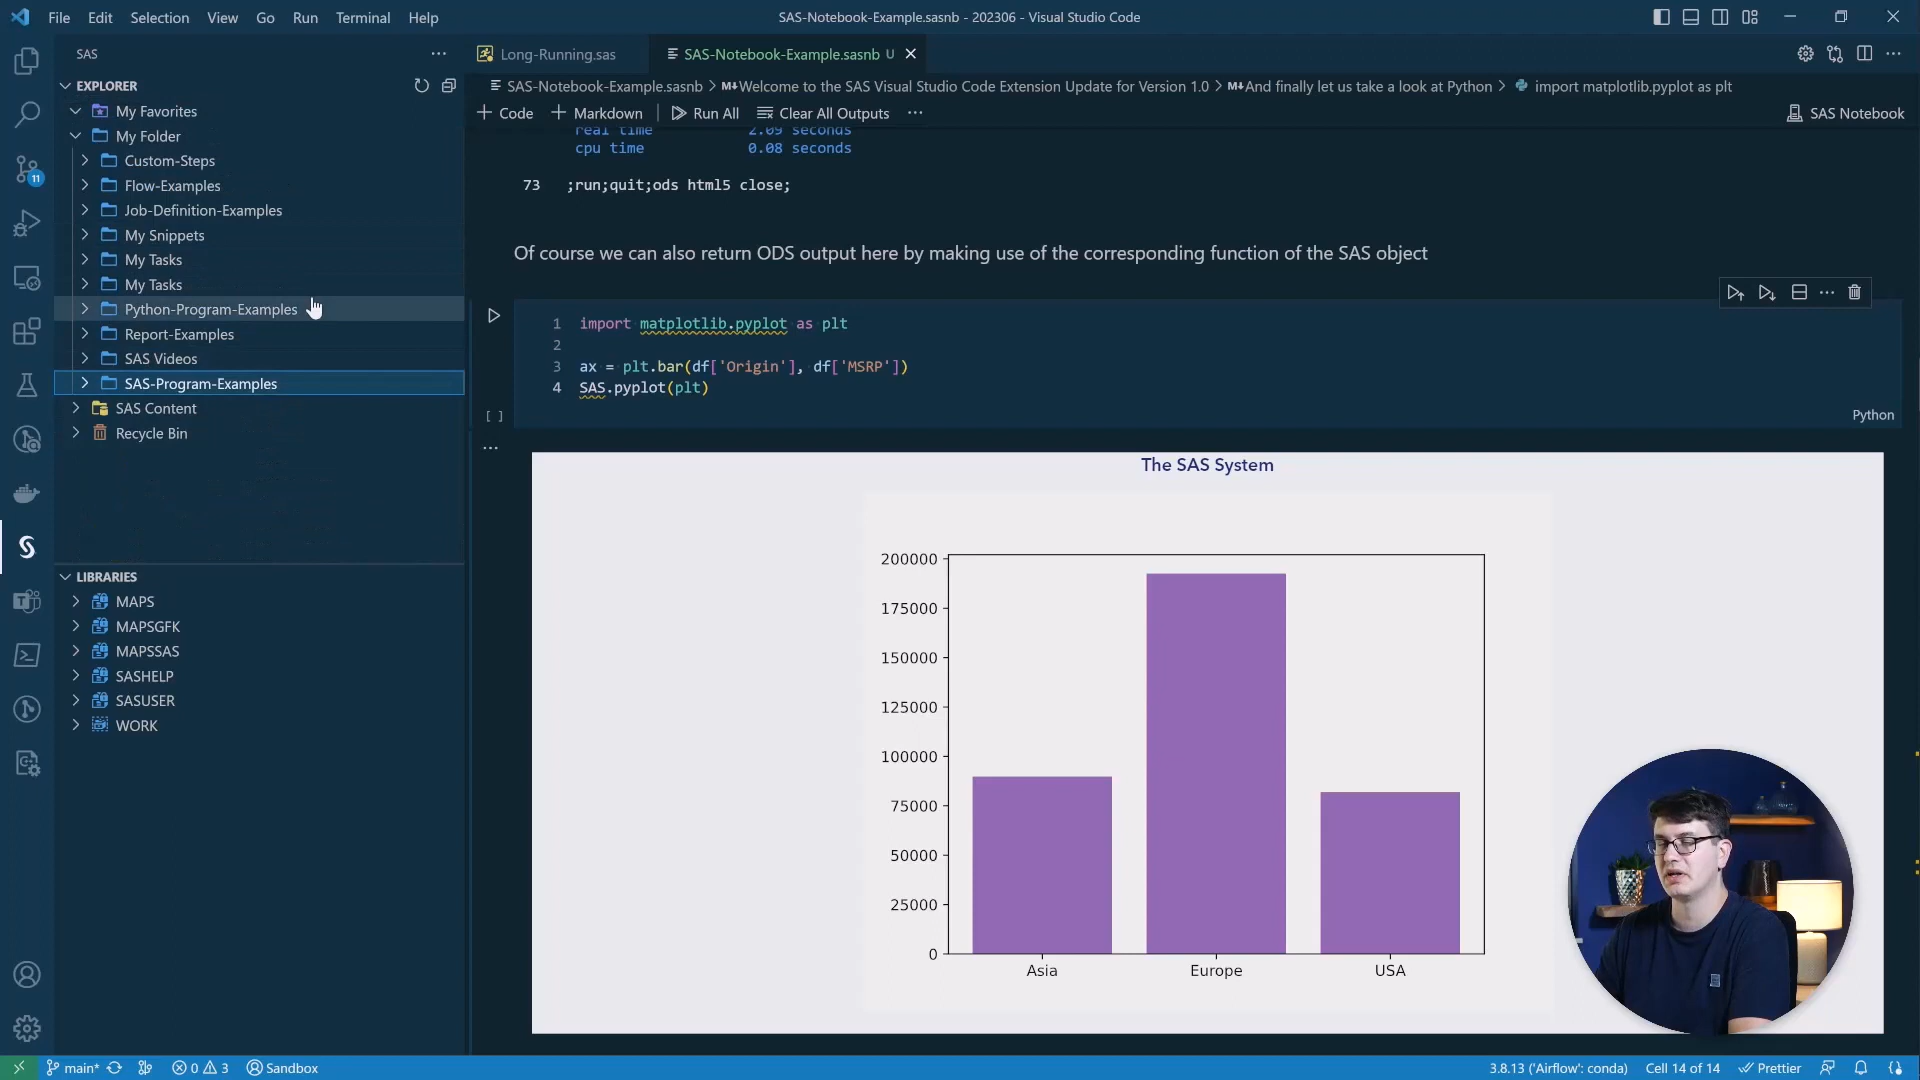 File Edit Selection View Go Run Terminal Help
SAS-Notebook-Example.sasnb - 202306 - Visual Studio Code
SAS
EXPLORER
My Favorites
My Folder
Custom-Steps
Flow-Examples
Job-Definition-Examples
My Snippets
My Tasks
My Tasks
Python-Program-Examples
Report-Examples
SAS Videos
SAS-Program-Examples
SAS Content
Recycle Bin
LIBRARIES
MAPS
MAPSGFK
MAPSSAS
SASHELP
SASUSER
WORK
11
Long-Running.sas
SAS-Notebook-Example.sasnb U
SAS-Notebook-Example.sasnb > Welcome to the SAS Visual Studio Code Extension Update for Version 1.0 > And finally let us take a look at Python > import matplotlib.pyplot as plt
+ Code + Markdown Run All Clear All Outputs ...
SAS Notebook
real time 2.09 seconds
cpu time 0.08 seconds
73 ;run;quit;ods html5 close;
Of course we can also return ODS output here by making use of the corresponding function of the SAS object
1 import matplotlib.pyplot as plt
2
3 ax = plt.bar(df['Origin'], df['MSRP'])
4 SAS.pyplot(plt)
[ ]
Python
The SAS System
200000
175000
150000
125000
100000
75000
50000
25000
0
Asia Europe USA
main* 0 3 Sandbox
3.8.13 ('Airflow': conda) Cell 14 of 14 Prettier